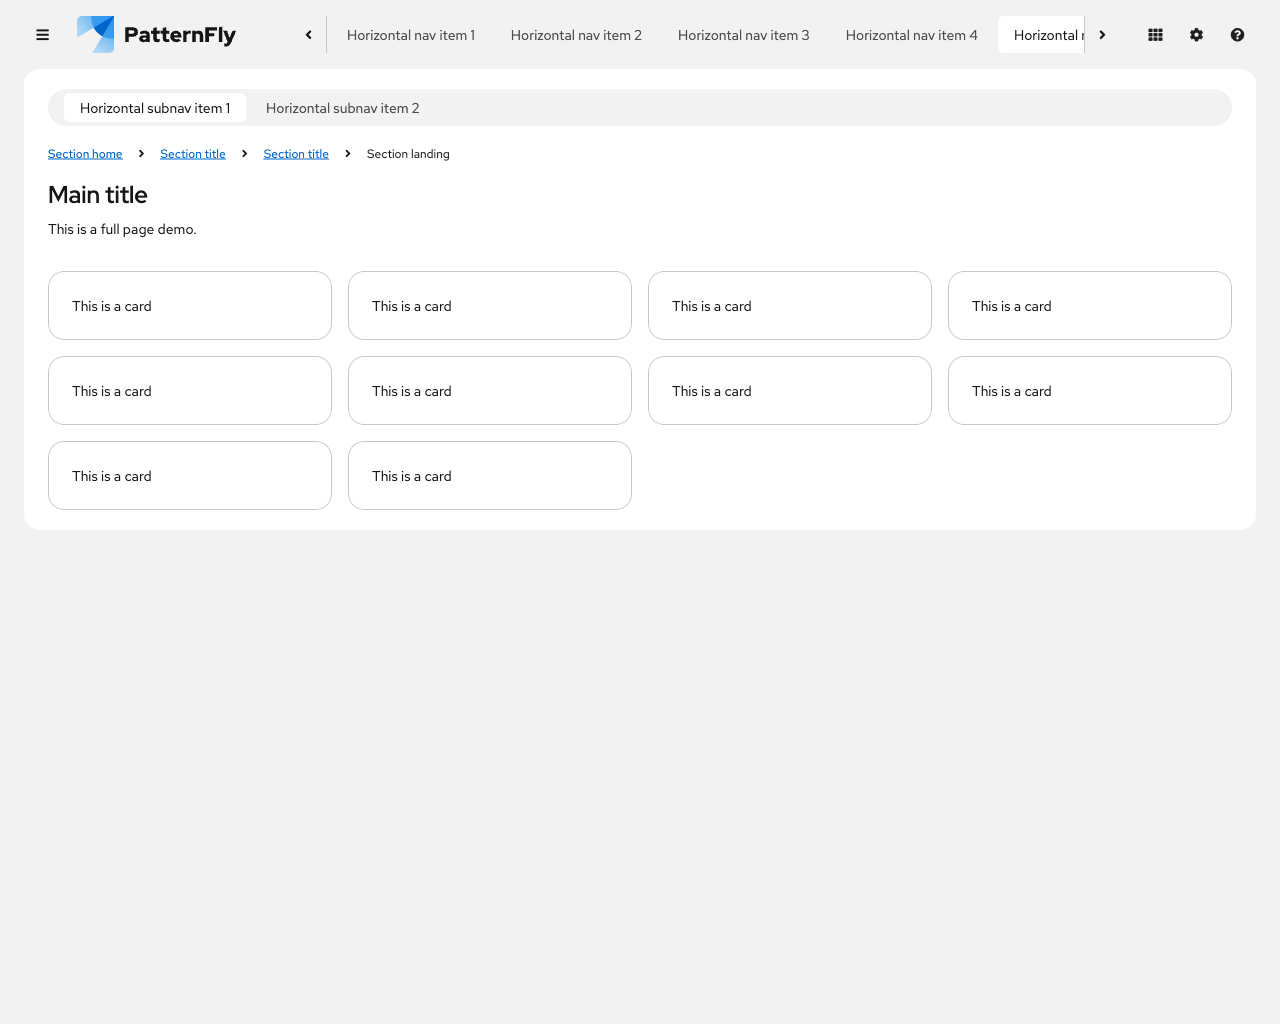 PatternFly Horizontal nav item 1 Horizontal nav item 2 Horizontal nav item 3 Horizontal nav item 4 Horizontal
Horizontal subnav item 1 Horizontal subnav item 2
Section home Section title Section title Section landing
Main title
This is a full page demo.
This is a card This is a card This is a card This is a card
This is a card This is a card This is a card This is a card
This is a card This is a card